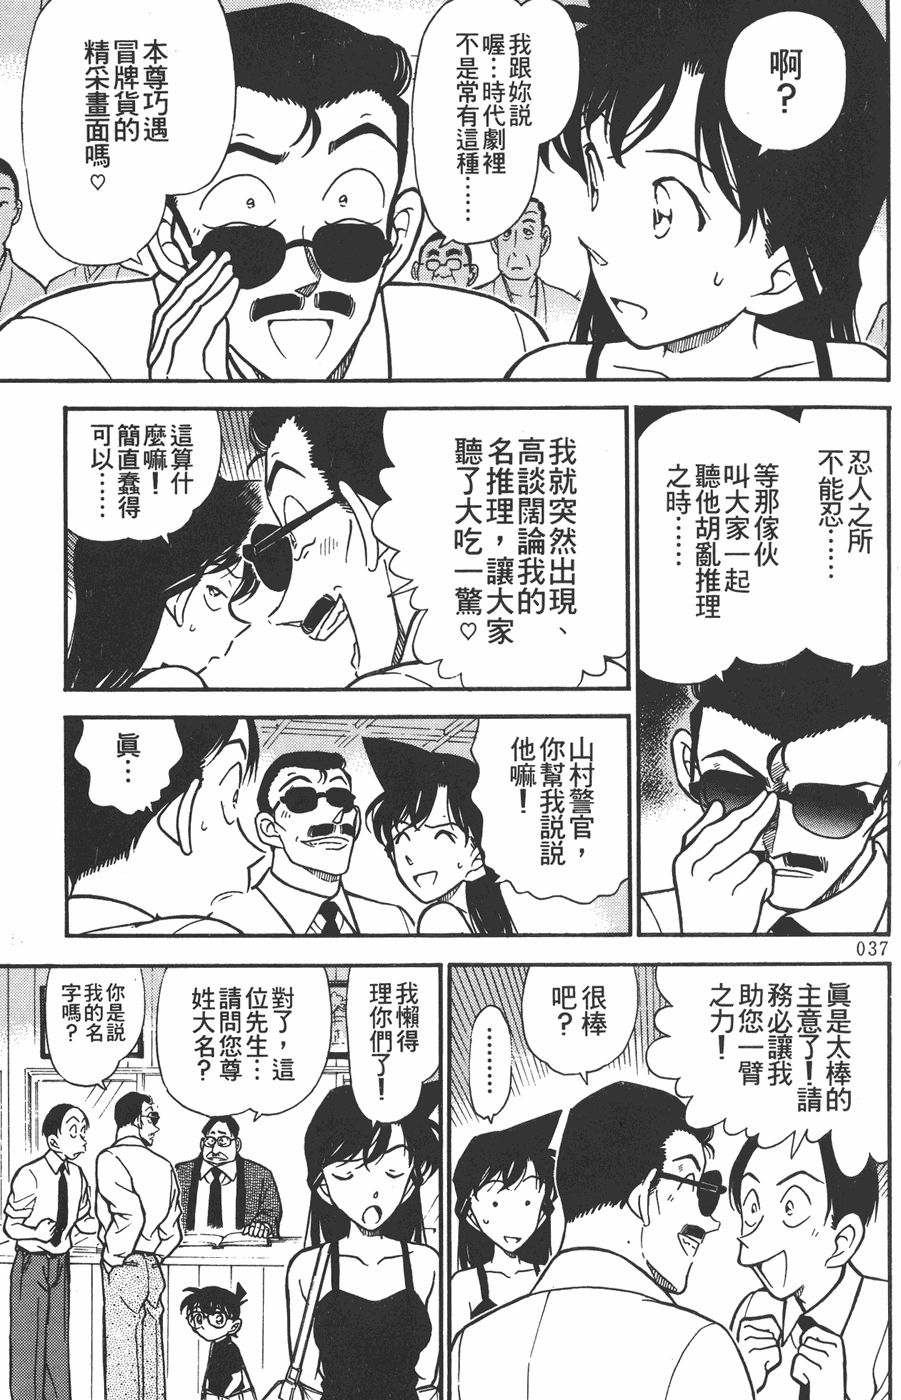 啊？
我跟妳說
喔…時代劇裡
不是常有這種……
本尊巧遇
冒牌貨的
精采畫面嗎♡
忍人之所
不能忍……
等那傢伙
叫大家一起
聽他胡亂推理
之時……
我就突然出現、
高談闊論我的
名推理，讓大家
聽了大吃一驚♡
這算什
麼嘛！
簡直蠢得
可以……
山村警官，
你幫我說說
他嘛！
眞…
037
眞是太棒的
主意了！請
務必讓我
助您一臂
之力！
很棒
吧？
……
我懶得
理你們了！
對了，這
位先生…
請問您尊
姓大名？
你是說
我的名
字嗎？